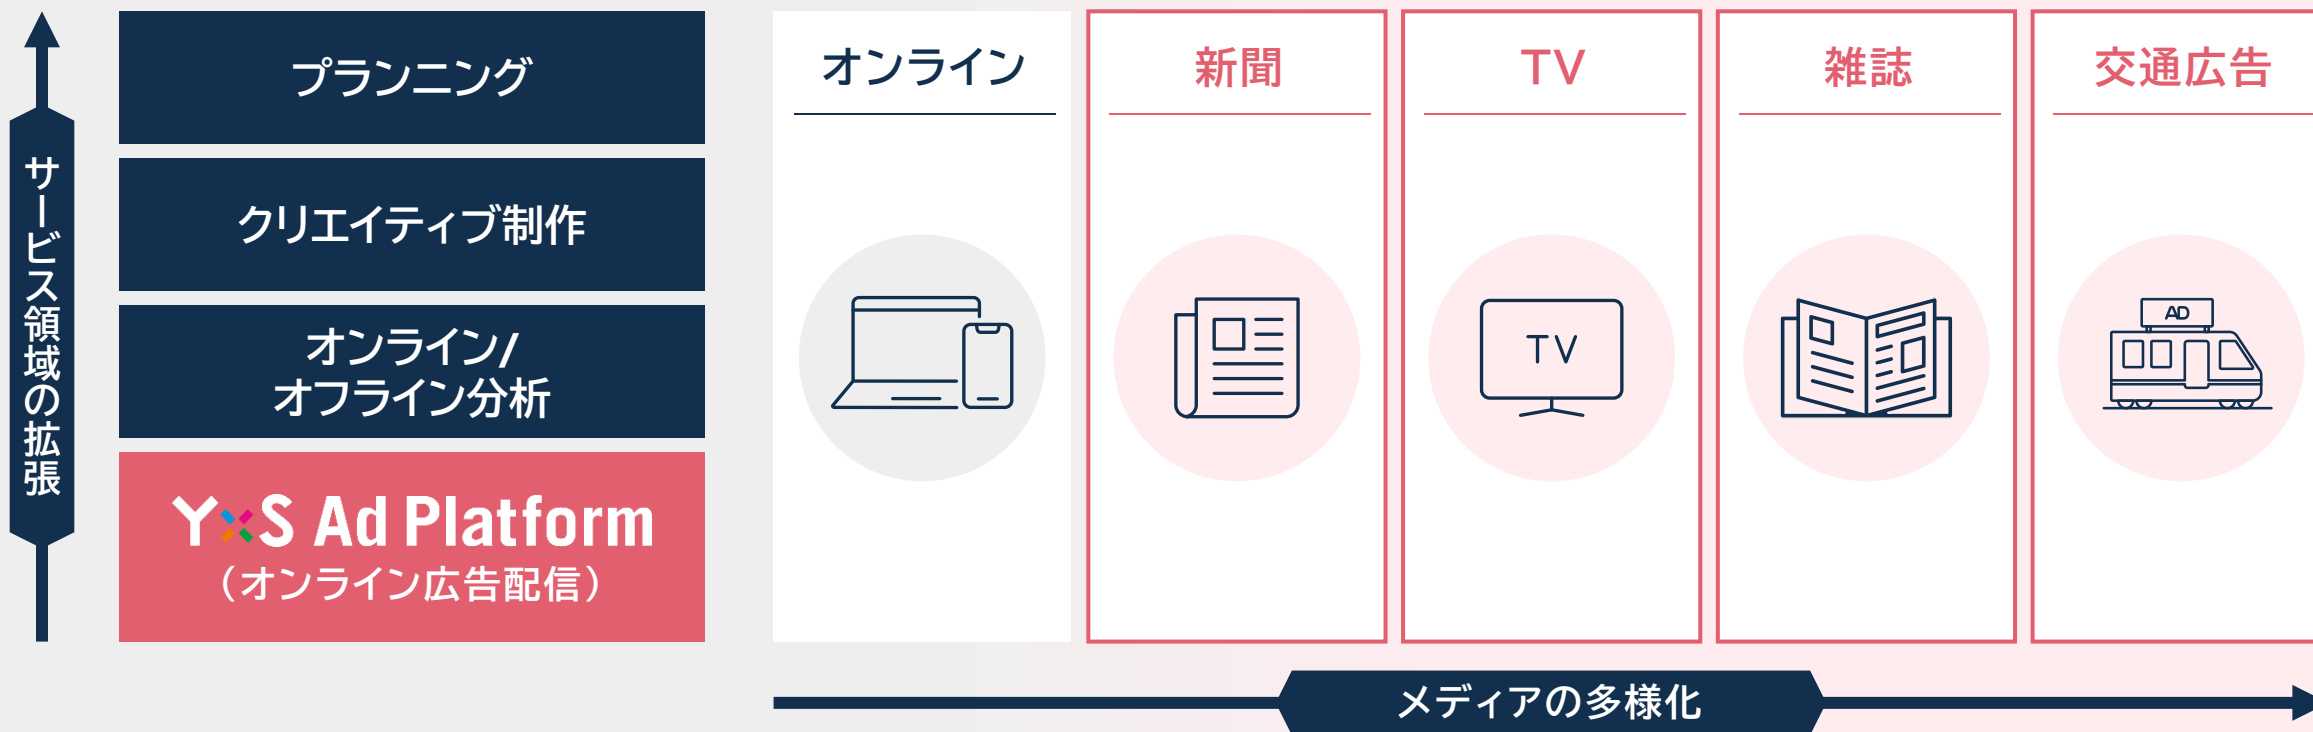 サービス領域の拡張
プランニング
クリエイティブ制作
オンライン/
オフライン分析
Y×S Ad Platform
（オンライン広告配信）
オンライン
新聞
TV
雑誌
交通広告
TV
AD
メディアの多様化